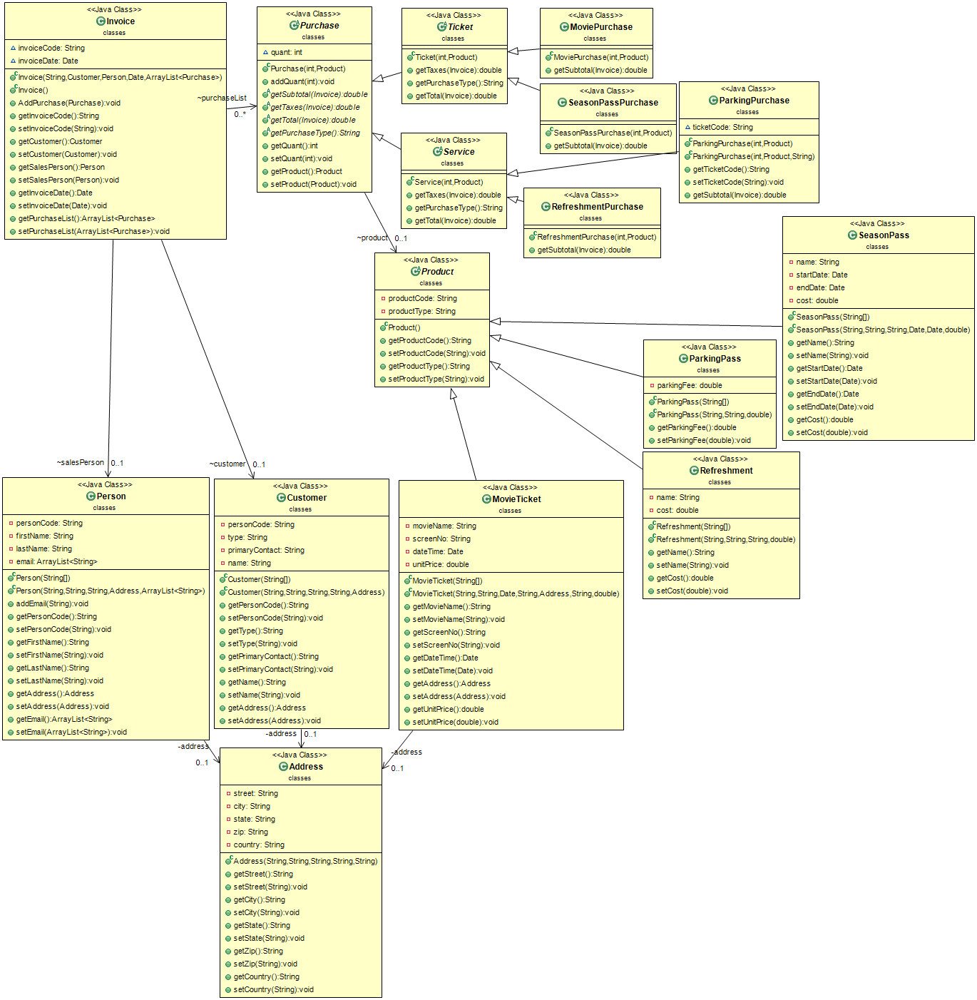 <<Java Class>>
Invoice
classes
invoiceCode: String
invoiceDate: Date
Invoice(String,Customer,Person,Date,ArrayList<Purchase>)
Invoice()
AddPurchase(Purchase):void
getInvoiceCode():String
setInvoiceCode(String):void
getCustomer():Customer
setCustomer(Customer):void
getSalesPerson():Person
setSalesPerson(Person):void
getInvoiceDate():Date
setInvoiceDate(Date):void
getPurchaseList():ArrayList<Purchase>
setPurchaseList(ArrayList<Purchase>):void
~purchaseList
0..*
<<Java Class>>
Purchase
classes
quant: int
Purchase(int,Product)
addQuant(int):void
getSubtotal(Invoice):double
getTaxes(Invoice):double
getTotal(Invoice):double
getPurchaseType():String
getQuant():int
setQuant(int):void
getProduct():Product
setProduct(Product):void
<<Java Class>>
Ticket
classes
Ticket(int,Product)
getTaxes(Invoice):double
getPurchaseType():String
getTotal(Invoice):double
<<Java Class>>
MoviePurchase
classes
MoviePurchase(int,Product)
getSubtotal(Invoice):double
<<Java Class>>
SeasonPassPurchase
classes
SeasonPassPurchase(int,Product)
getSubtotal(Invoice):double
<<Java Class>>
ParkingPurchase
classes
ticketCode: String
ParkingPurchase(int,Product)
ParkingPurchase(int,Product,String)
getTicketCode():String
setTicketCode(String):void
getSubtotal(Invoice):double
<<Java Class>>
Service
classes
Service(int,Product)
getTaxes(Invoice):double
getPurchaseType():String
getTotal(Invoice):double
<<Java Class>>
RefreshmentPurchase
classes
RefreshmentPurchase(int,Product)
getSubtotal(Invoice):double
~product
0..1
<<Java Class>>
Product
classes
productCode: String
productType: String
Product()
getProductCode():String
setProductCode(String):void
getProductType():String
setProductType(String):void
<<Java Class>>
SeasonPass
classes
name: String
startDate: Date
endDate: Date
cost: double
SeasonPass(String[])
SeasonPass(String,String,String,Date,Date,double)
getName():String
setName(String):void
getStartDate():Date
setStartDate(Date):void
getEndDate():Date
setEndDate(Date):void
getCost():double
setCost(double):void
<<Java Class>>
ParkingPass
classes
parkingFee: double
ParkingPass(String[])
ParkingPass(String,String,double)
getParkingFee():double
setParkingFee(double):void
<<Java Class>>
Refreshment
classes
name: String
cost: double
Refreshment(String[])
Refreshment(String,String,String,double)
getName():String
setName(String):void
getCost():double
setCost(double):void
~salesPerson
0..1
~customer
0..1
<<Java Class>>
Person
classes
personCode: String
firstName: String
lastName: String
email: ArrayList<String>
Person(String[])
Person(String,String,String,Address,ArrayList<String>)
addEmail(String):void
getPersonCode():String
setPersonCode(String):void
getFirstName():String
setFirstName(String):void
getLastName():String
setLastName(String):void
getAddress():Address
setAddress(Address):void
getEmail():ArrayList<String>
setEmail(ArrayList<String>):void
<<Java Class>>
Customer
classes
personCode: String
type: String
primaryContact: String
name: String
Customer(String[])
Customer(String,String,String,String,Address)
getPersonCode():String
setPersonCode(String):void
getType():String
setType(String):void
getPrimaryContact():String
setPrimaryContact(String):void
getName():String
setName(String):void
getAddress():Address
setAddress(Address):void
<<Java Class>>
MovieTicket
classes
movieName: String
screenNo: String
dateTime: Date
unitPrice: double
MovieTicket(String[])
MovieTicket(String,String,Date,String,Address,String,double)
getMovieName():String
setMovieName(String):void
getScreenNo():String
setScreenNo(String):void
getDateTime():Date
setDateTime(Date):void
getAddress():Address
setAddress(Address):void
getUnitPrice():double
setUnitPrice(double):void
-address
0..1
-address
0..1
-address
0..1
<<Java Class>>
Address
classes
street: String
city: String
state: String
zip: String
country: String
Address(String,String,String,String,String)
getStreet():String
setStreet(String):void
getCity():String
setCity(String):void
getState():String
setState(String):void
getZip():String
setZip(String):void
getCountry():String
setCountry(String):void